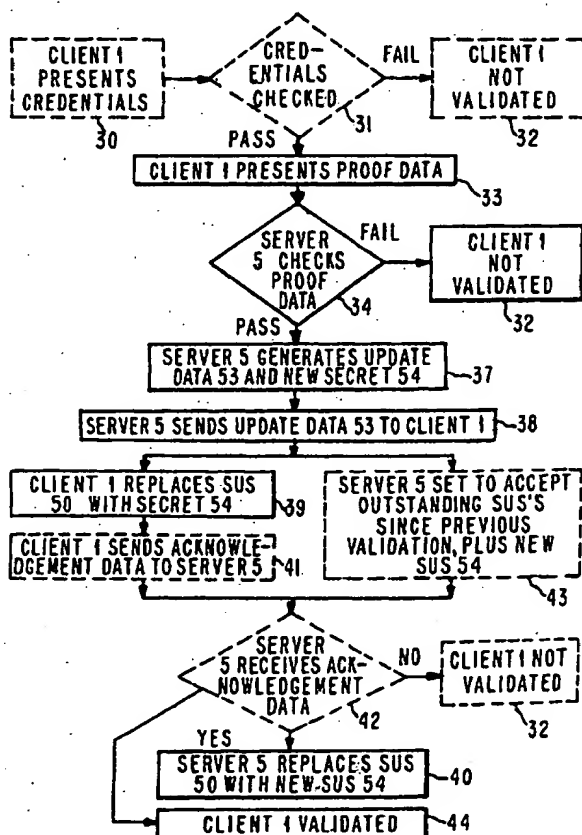 CLIENT 1
PRESENTS
CREDENTIALS
30
CRED-
ENTIALS
CHECKED
31
FAIL
CLIENT 1
NOT
VALIDATED
32
PASS
CLIENT 1 PRESENTS PROOF DATA
33
SERVER
5 CHECKS
PROOF
DATA
34
FAIL
CLIENT 1
NOT
VALIDATED
32
PASS
SERVER 5 GENERATES UPDATE
DATA 53 AND NEW SECRET 54
37
SERVER 5 SENDS UPDATE DATA 53 TO CLIENT 1
38
CLIENT 1 REPLACES SUS
50 WITH SECRET 54
39
CLIENT 1 SENDS ACKNOWLE-
DGEMENT DATA TO SERVER 5
41
SERVER 5 SET TO ACCEPT
OUTSTANDING SUS'S
SINCE PREVIOUS
VALIDATION, PLUS NEW
SUS 54
43
SERVER
5 RECEIVES ACK-
NOWLEDGEMENT
DATA
42
NO
CLIENT 1 NOT
VALIDATED
32
YES
SERVER 5 REPLACES SUS
50 WITH NEW SUS 54
40
CLIENT 1 VALIDATED
44